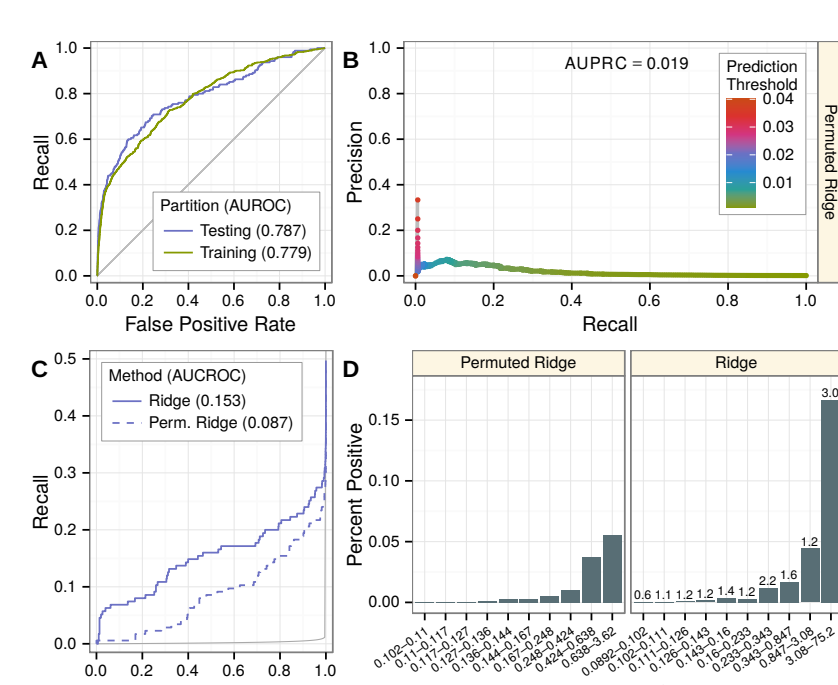 A
1.0
0.8
0.6
0.4
0.2
0.0
Recall
Partition (AUROC)
Testing (0.787)
Training (0.779)
0.0 0.2 0.4 0.6 0.8 1.0
False Positive Rate
B
1.0
0.8
0.6
0.4
0.2
0.0
Precision
AUPRC = 0.019
Prediction
Threshold
0.04
0.03
0.02
0.01
Permuted Ridge
0.0 0.2 0.4 0.6 0.8 1.0
Recall
C
0.5
0.4
0.3
0.2
0.1
0.0
Recall
Method (AUCROC)
Ridge (0.153)
Perm. Ridge (0.087)
0.0 0.2 0.4 0.6 0.8 1.0
D
Permuted Ridge
Ridge
0.15
0.10
0.05
0.00
Percent Positive
0.6 1.1 1.2 1.2 1.4 1.2 2.2 1.6 1.2 3.0
0.102–0.11
0.11–0.117
0.117–0.127
0.127–0.136
0.136–0.144
0.144–0.167
0.167–0.248
0.248–0.424
0.424–0.638
0.638–3.62
0.0892–0.102
0.102–0.111
0.111–0.126
0.126–0.143
0.143–0.16
0.16–0.233
0.233–0.343
0.343–0.847
0.847–3.08
3.08–75.2